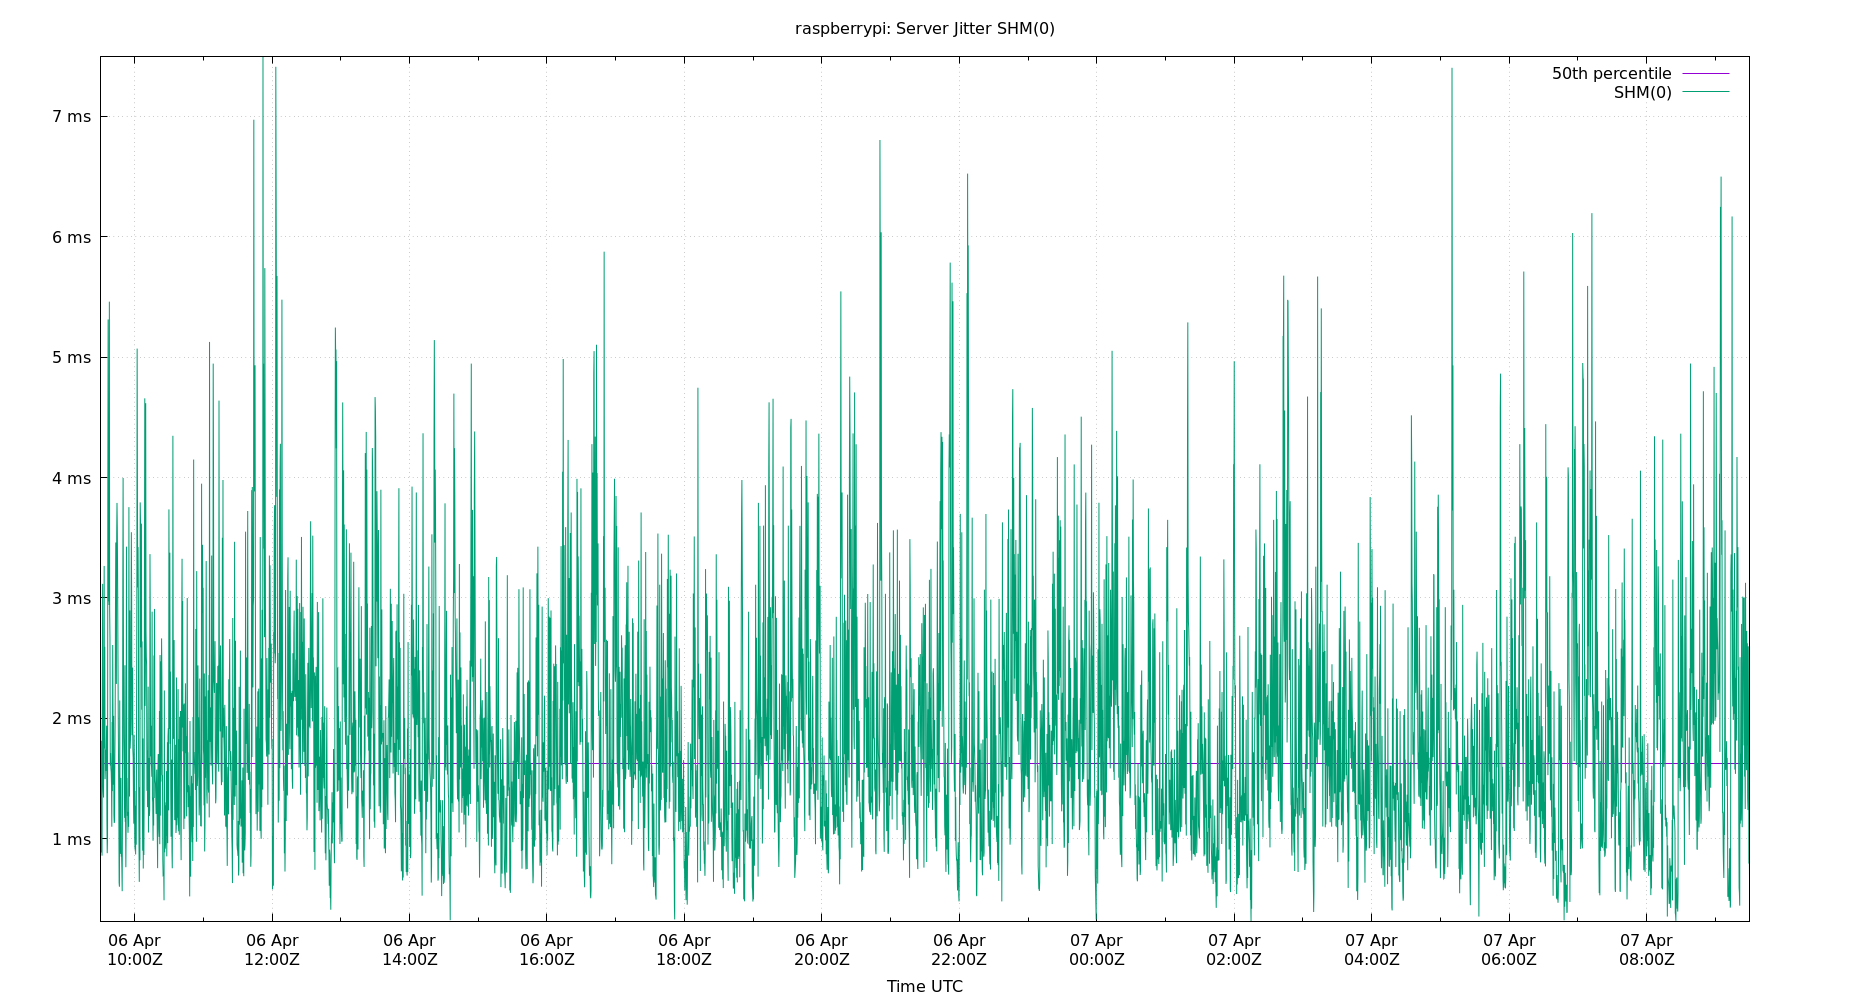 raspberrypi: Server Jitter SHM(0)
50th percentile
SHM(0)
7 ms
6 ms
5 ms
4 ms
3 ms
2 ms
1 ms
06 Apr 06 Apr 06 Apr 06 Apr 06 Apr 06 Apr 06 Apr 07 Apr 07 Apr 07 Apr 07 Apr 07 Apr
10:00Z 12:00Z 14:00Z 16:00Z 18:00Z 20:00Z 22:00Z 00:00Z 02:00Z 04:00Z 06:00Z 08:00Z
Time UTC